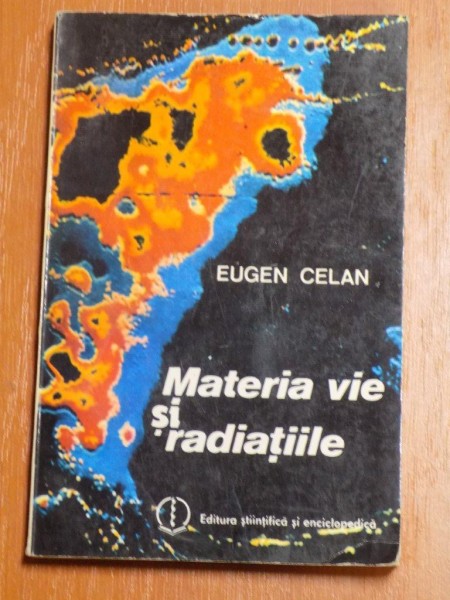 EUGEN CELAN
Materia vie
și
radiațiile
Editura științifică și enciclopedică